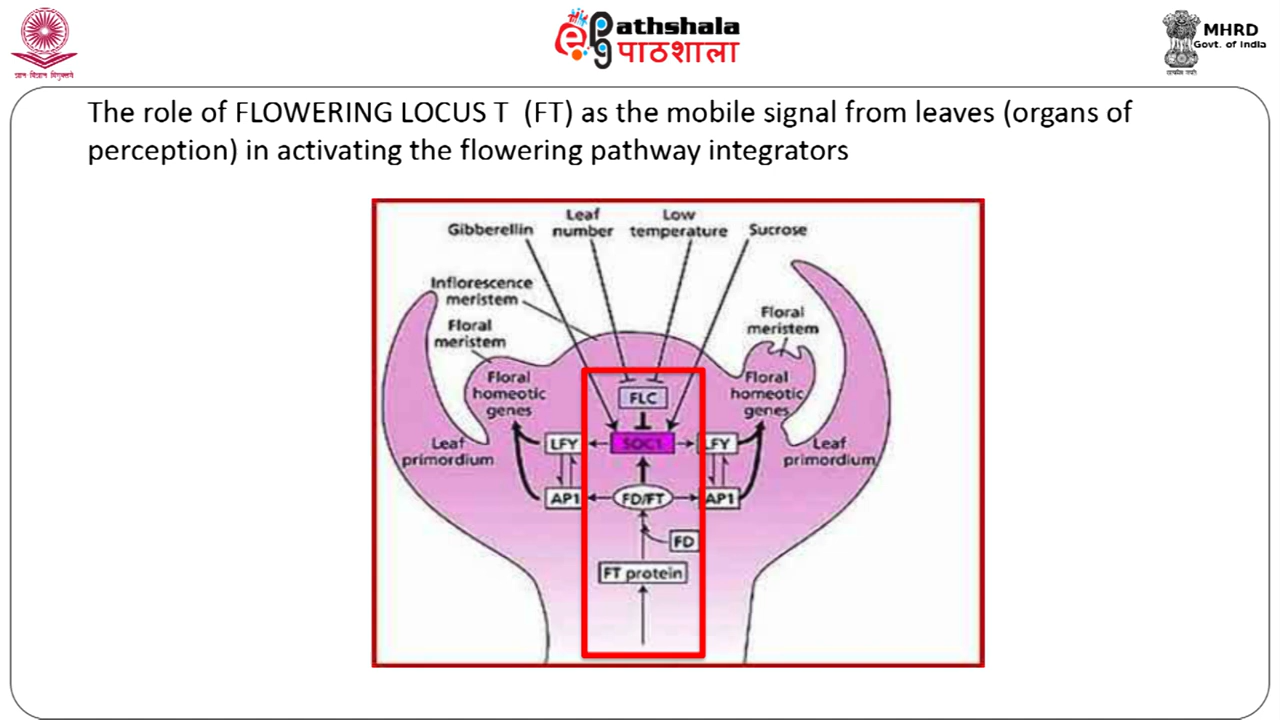 ePG athshala
पाठशाला
MHRD
Govt. of India
The role of FLOWERING LOCUS T (FT) as the mobile signal from leaves (organs of
perception) in activating the flowering pathway integrators
Gibberellin
Leaf
number
Low
temperature
Sucrose
Inflorescence
meristem
Floral
meristem
Floral
meristem
Floral
homeotic
genes
FLC
Floral
homeotic
genes
Leaf
primordium
LFY
SOC1
LFY
Leaf
primordium
AP1
FD/FT
AP1
FD
FT protein